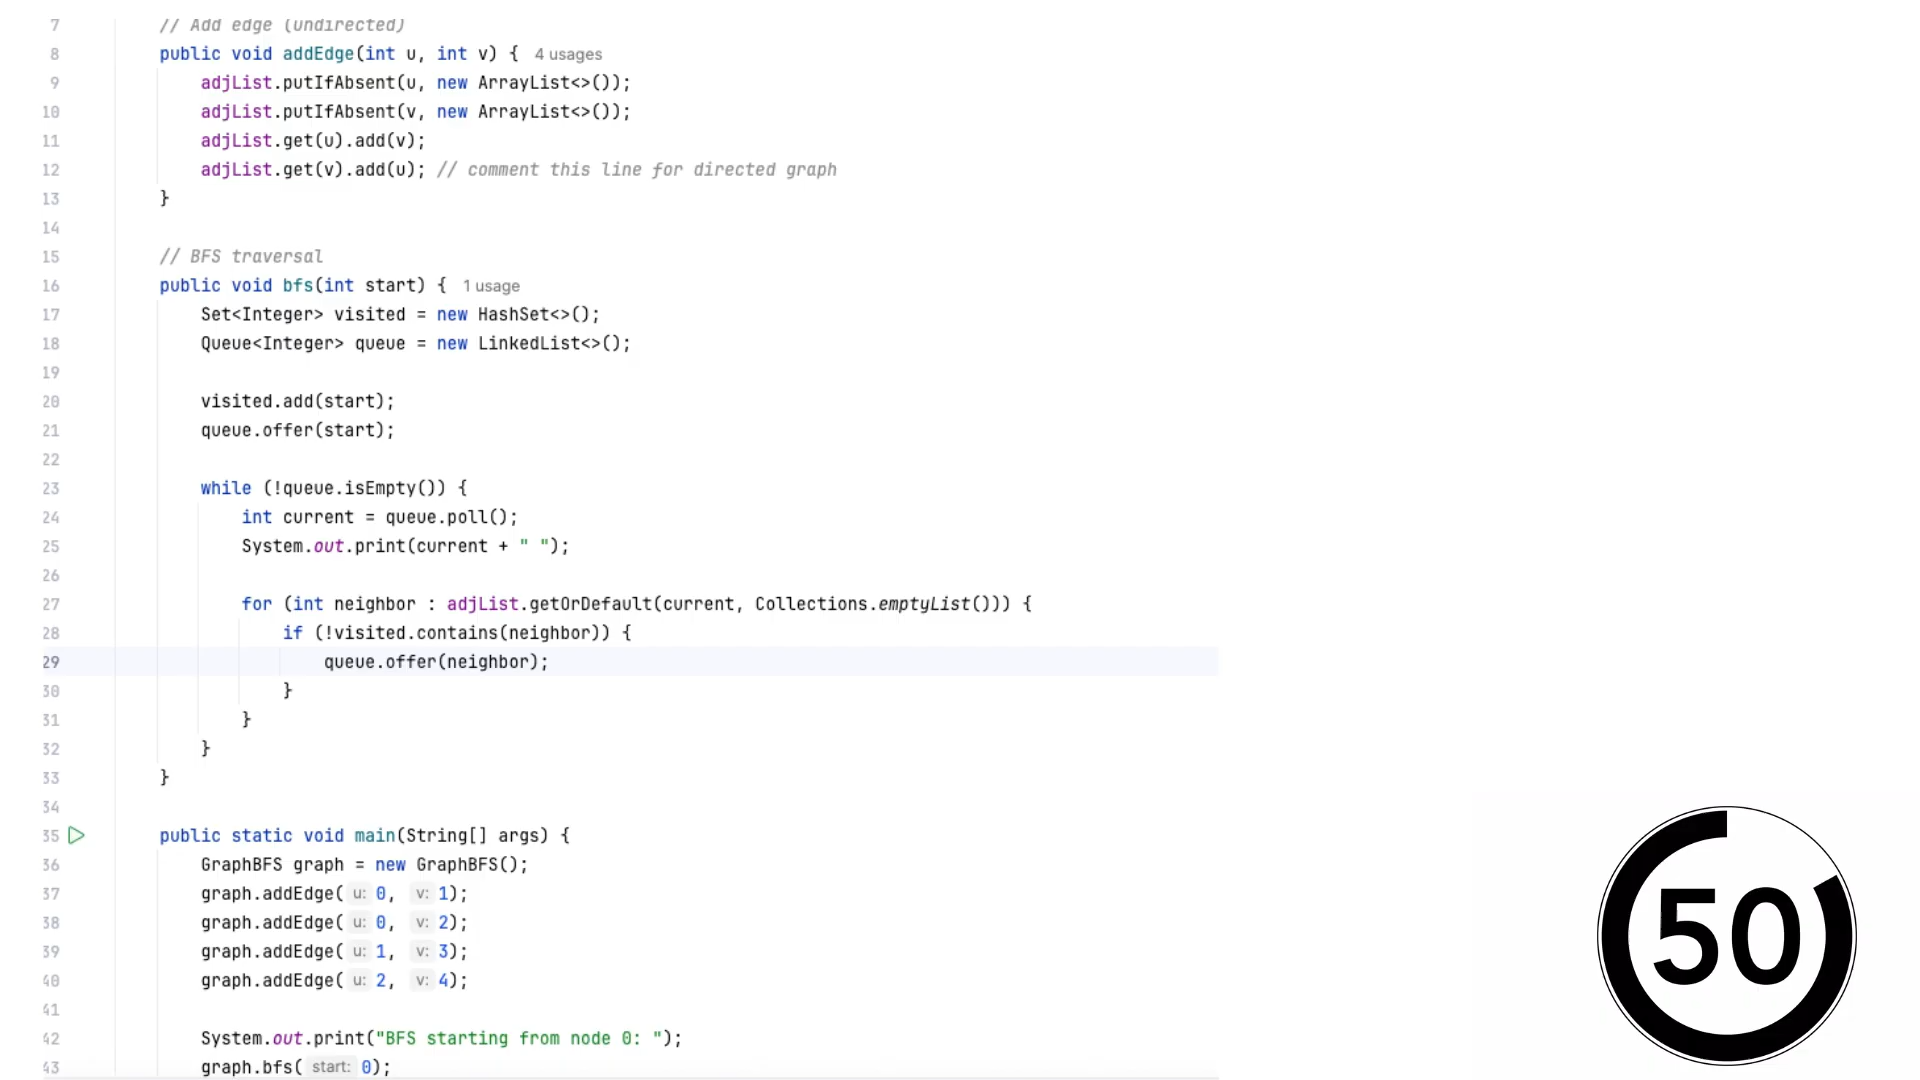 7 // Add edge (undirected)
8 public void addEdge(int u, int v) { 4 usages
9 adjList.putIfAbsent(u, new ArrayList<>());
10 adjList.putIfAbsent(v, new ArrayList<>());
11 adjList.get(u).add(v);
12 adjList.get(v).add(u); // comment this line for directed graph
13 }
14
15 // BFS traversal
16 public void bfs(int start) { 1 usage
17 Set<Integer> visited = new HashSet<>();
18 Queue<Integer> queue = new LinkedList<>();
19
20 visited.add(start);
21 queue.offer(start);
22
23 while (!queue.isEmpty()) {
24 int current = queue.poll();
25 System.out.print(current + " ");
26
27 for (int neighbor : adjList.getOrDefault(current, Collections.emptyList())) {
28 if (!visited.contains(neighbor)) {
29 queue.offer(neighbor);
30 }
31 }
32 }
33 }
34
35 public static void main(String[] args) {
36 GraphBFS graph = new GraphBFS();
37 graph.addEdge( u: 0, v: 1);
38 graph.addEdge( u: 0, v: 2);
39 graph.addEdge( u: 1, v: 3);
40 graph.addEdge( u: 2, v: 4);
41
42 System.out.print("BFS starting from node 0: ");
43 graph.bfs( start: 0);
50